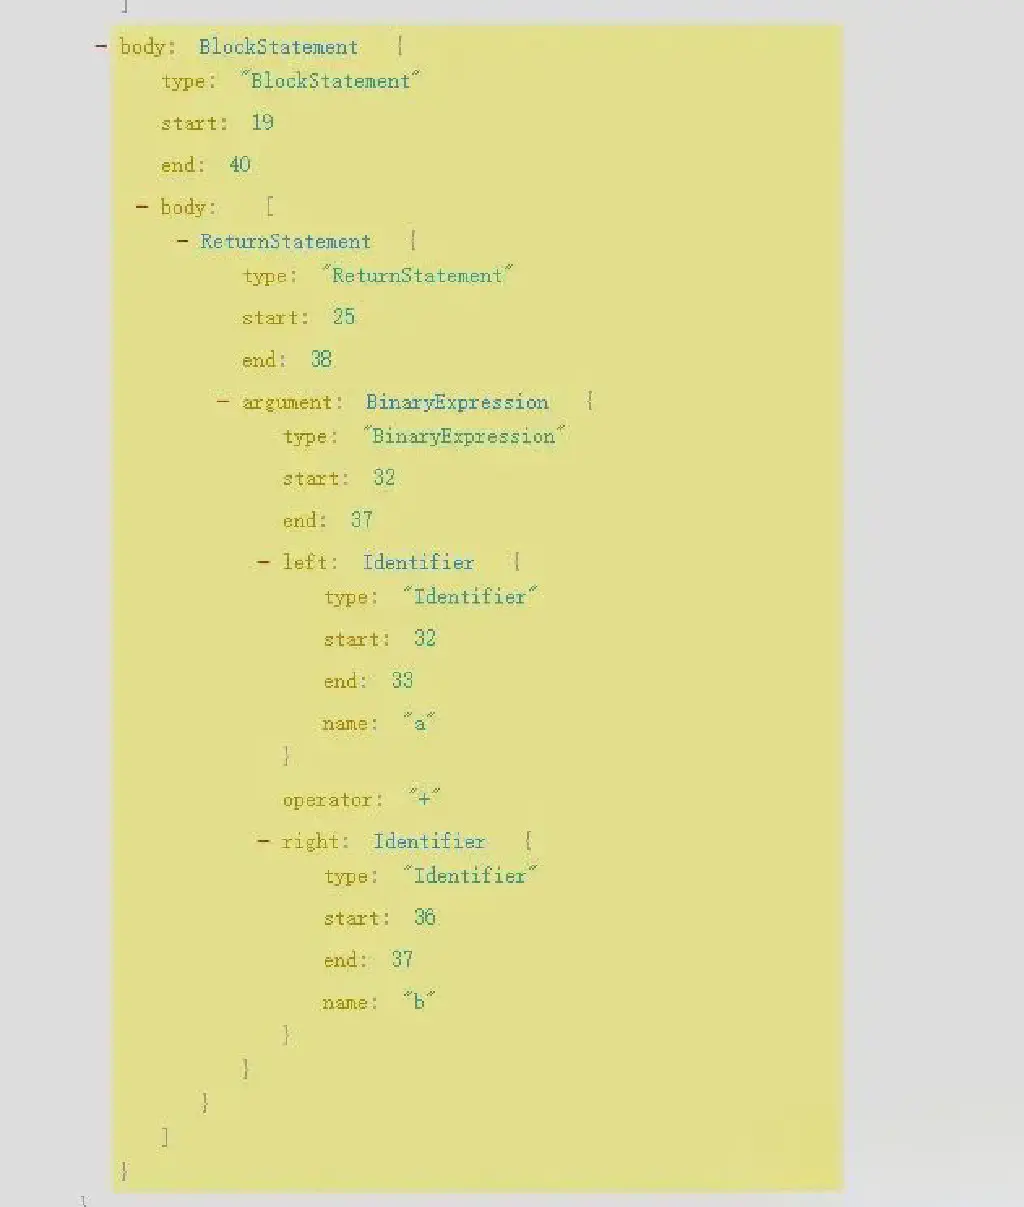 ]
- body: BlockStatement {
type: "BlockStatement"
start: 19
end: 40
- body: [
- ReturnStatement {
type: "ReturnStatement"
start: 25
end: 38
- argument: BinaryExpression {
type: "BinaryExpression"
start: 32
end: 37
- left: Identifier {
type: "Identifier"
start: 32
end: 33
name: "a"
}
operator: "+"
- right: Identifier {
type: "Identifier"
start: 36
end: 37
name: "b"
}
}
}
]
}